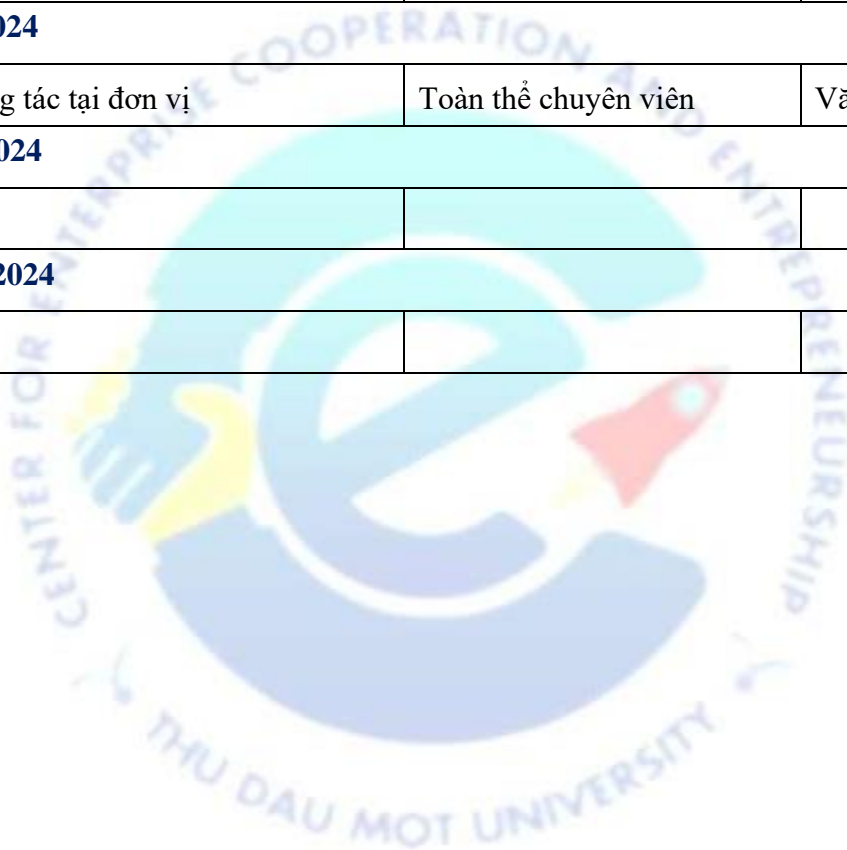 024
g tác tại đơn vị Toàn thể chuyên viên Vă
024
2024
CENTER FOR ENTERPRISE COOPERATION AND ENTREPRENEURSHIP
THU DAU MOT UNIVERSITY